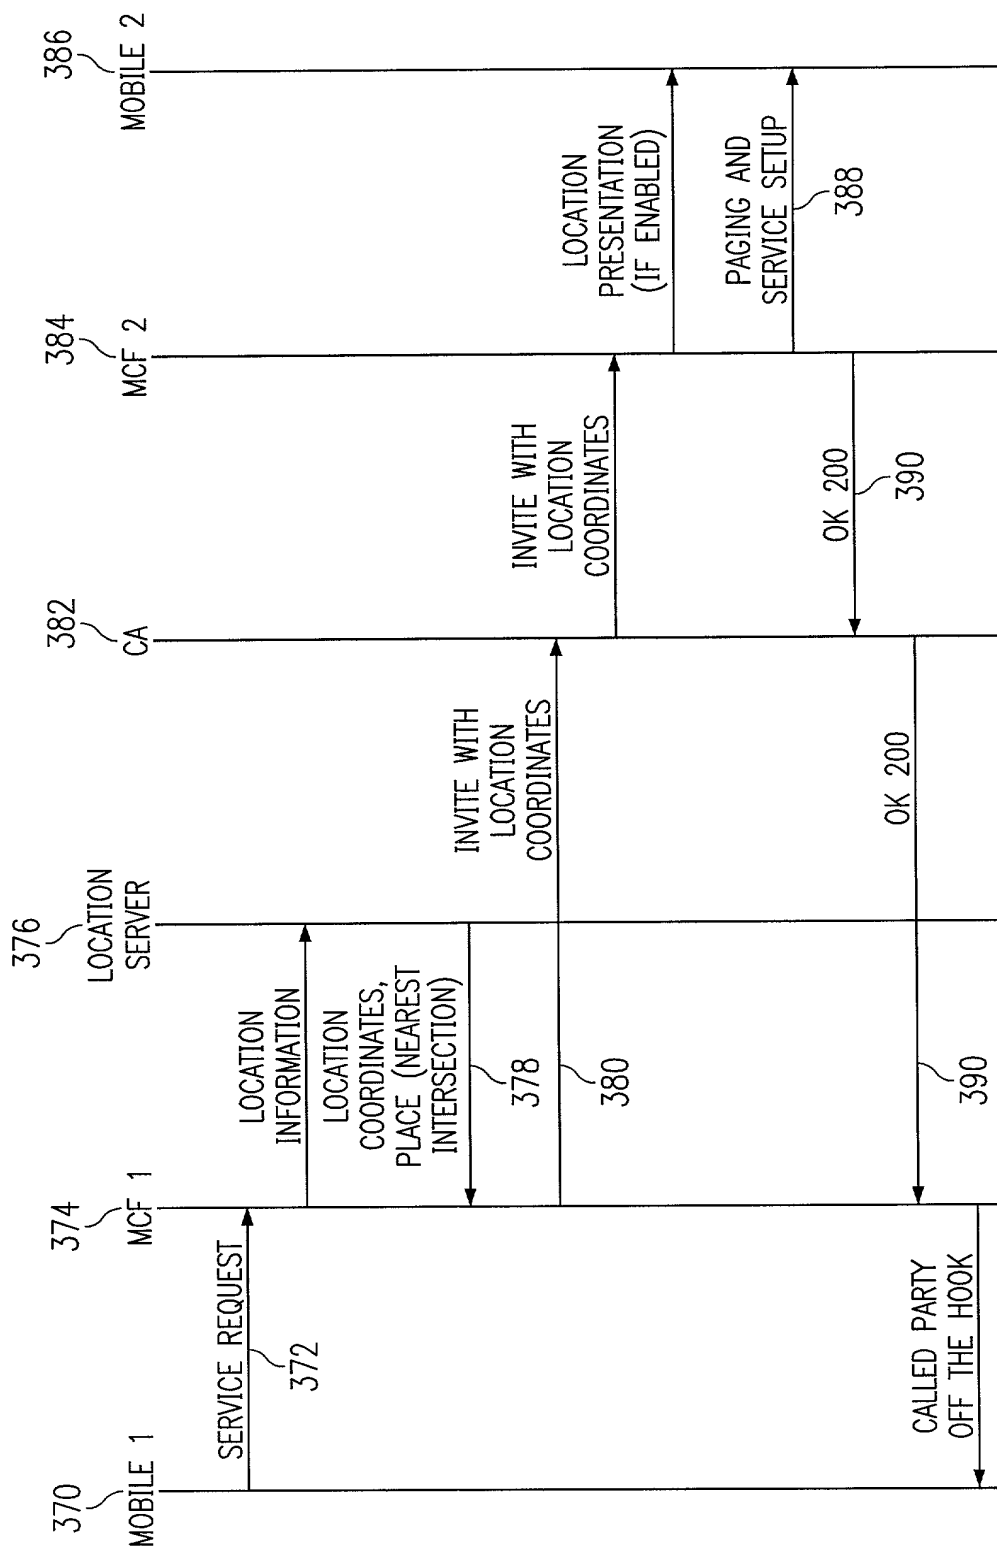 370
MOBILE 1
374
MCF 1
376
LOCATION
SERVER
382
CA
384
MCF 2
386
MOBILE 2
SERVICE REQUEST
372
LOCATION
INFORMATION
LOCATION
COORDINATES,
PLACE (NEAREST
INTERSECTION)
378
INVITE WITH
LOCATION
COORDINATES
380
INVITE WITH
LOCATION
COORDINATES
LOCATION
PRESENTATION
(IF ENABLED)
PAGING AND
SERVICE SETUP
388
OK 200
390
OK 200
390
CALLED PARTY
OFF THE HOOK